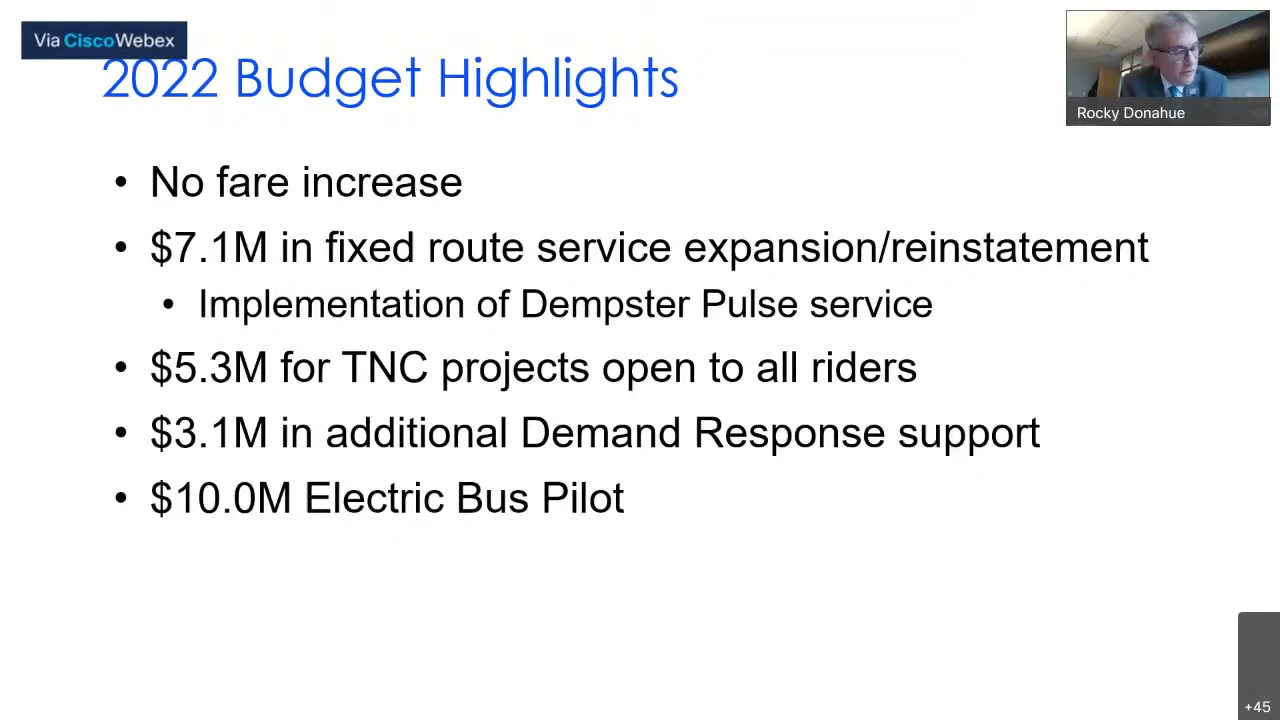 Via CiscoWebex
2022 Budget Highlights
Rocky Donahue
• No fare increase
• $7.1M in fixed route service expansion/reinstatement
• Implementation of Dempster Pulse service
• $5.3M for TNC projects open to all riders
• $3.1M in additional Demand Response support
• $10.0M Electric Bus Pilot
+45